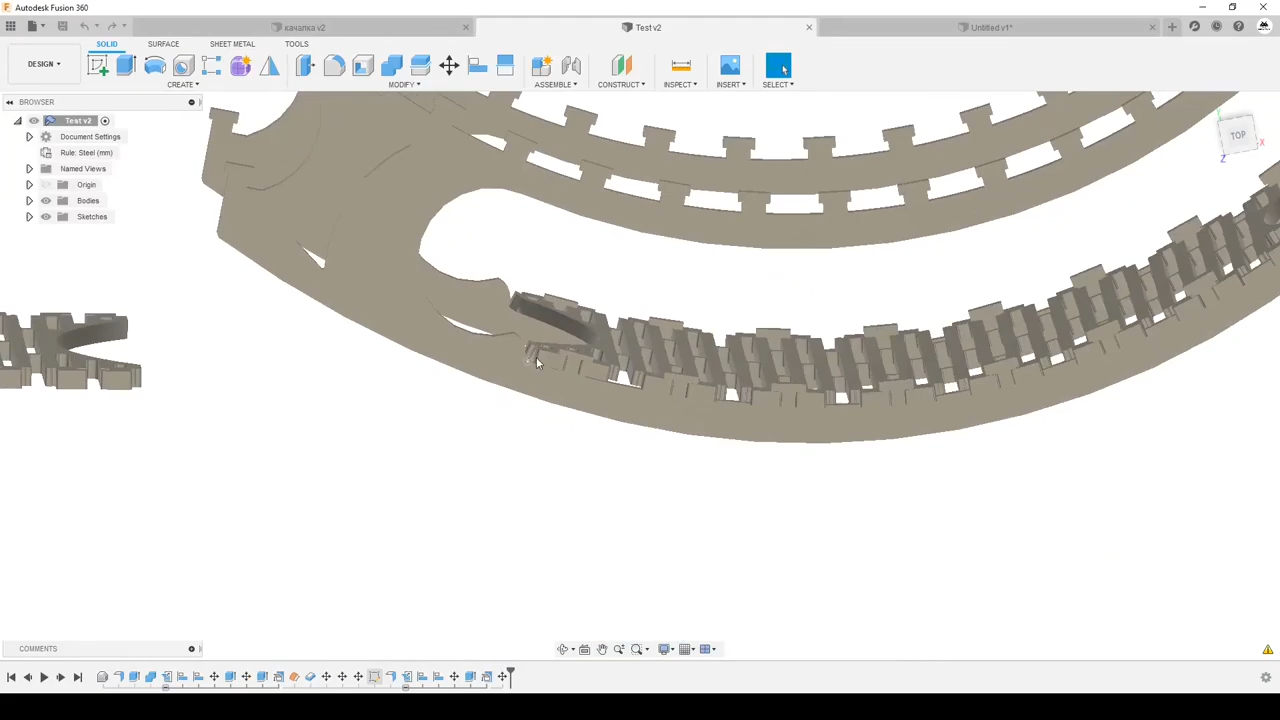 Autodesk Fusion 360
качалка v2
Test v2
Untitled v1*
SOLID SURFACE SHEET METAL TOOLS
DESIGN
CREATE MODIFY ASSEMBLE CONSTRUCT INSPECT INSERT SELECT
BROWSER
Test v2
Document Settings
Rule: Steel (mm)
Named Views
Origin
Bodies
Sketches
TOP
X
Z
COMMENTS